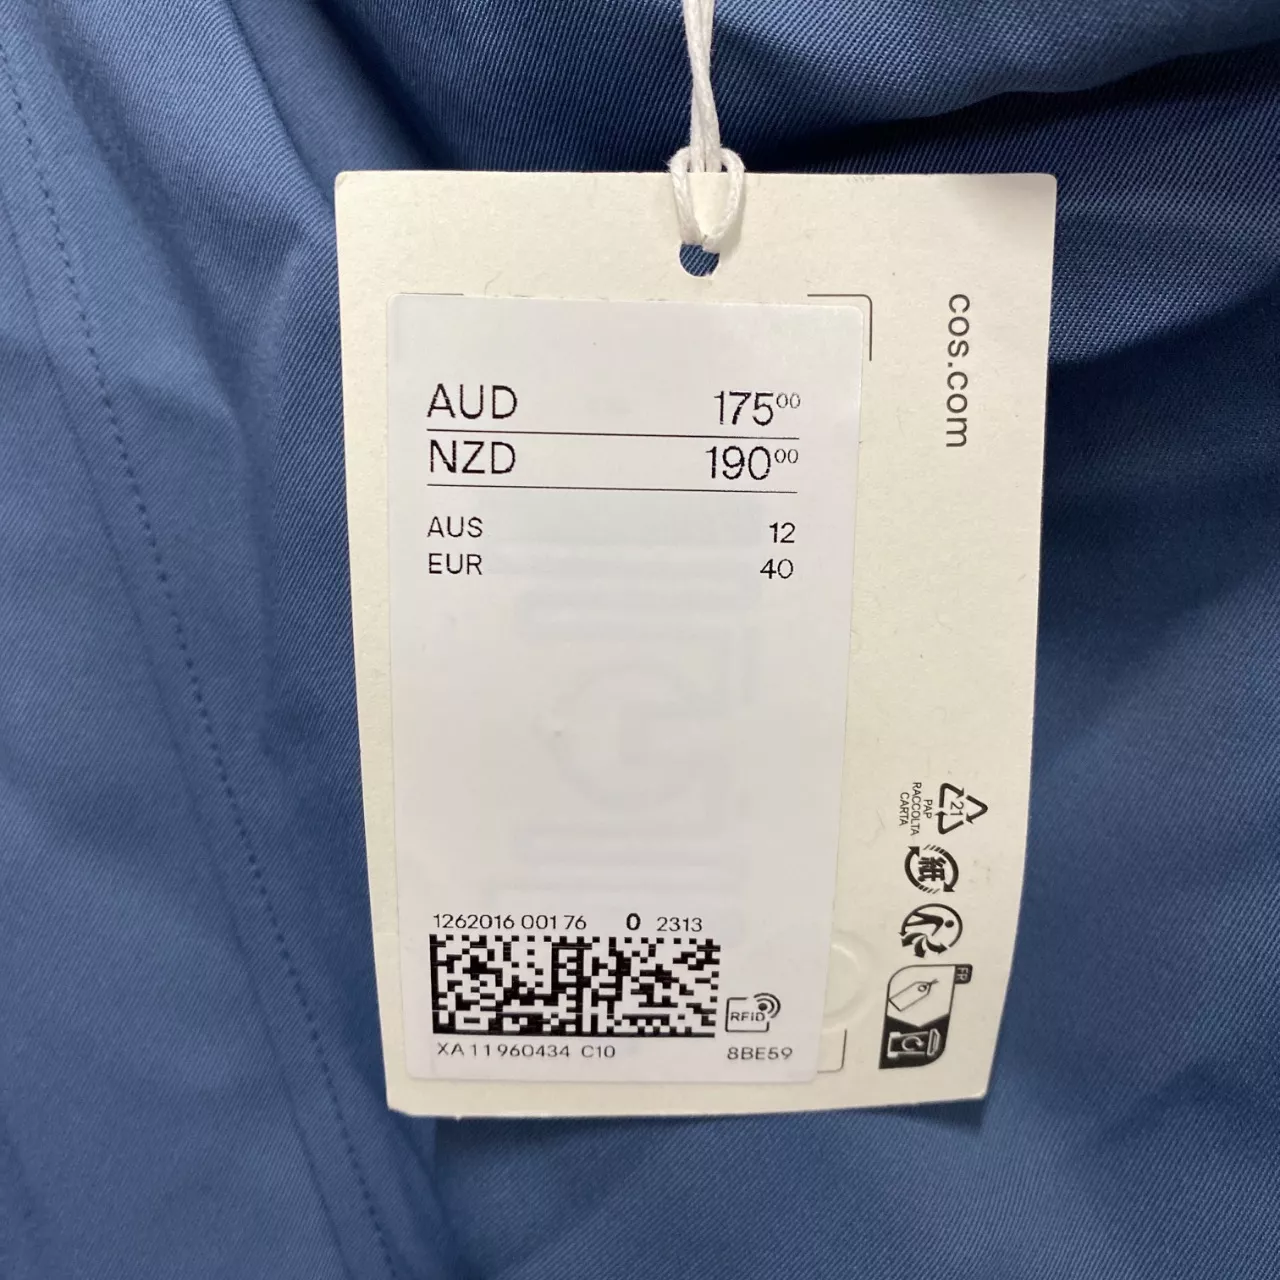 AUD 175⁰⁰
NZD 190⁰⁰
AUS 12
EUR 40
1262016 001 76 0 2313
XA 11960434 C10
RFID
8BE59
cos.com
21
PAP
RACCOLTA
CARTA
紙
FR